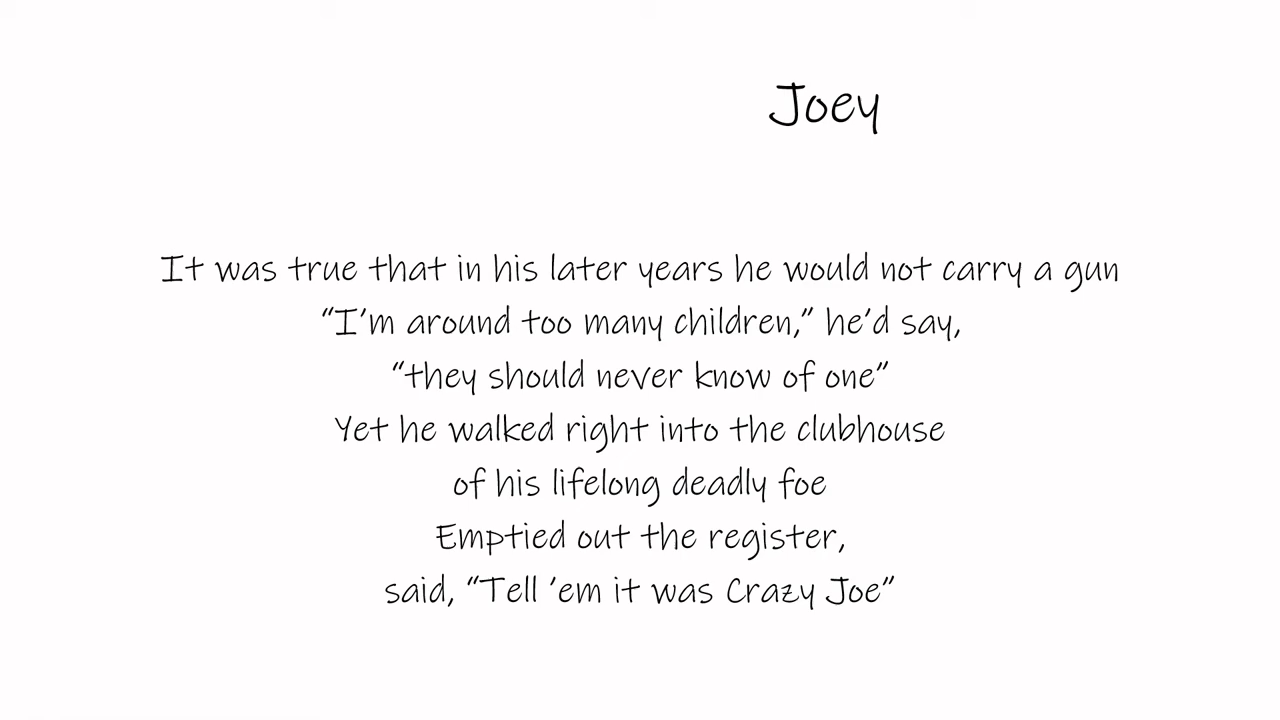 Joey
It was true that in his later years he would not carry a gun
“I’m around too many children,” he’d say,
“they should never know of one”
Yet he walked right into the clubhouse
of his lifelong deadly foe
Emptied out the register,
said, “Tell ’em it was Crazy Joe”